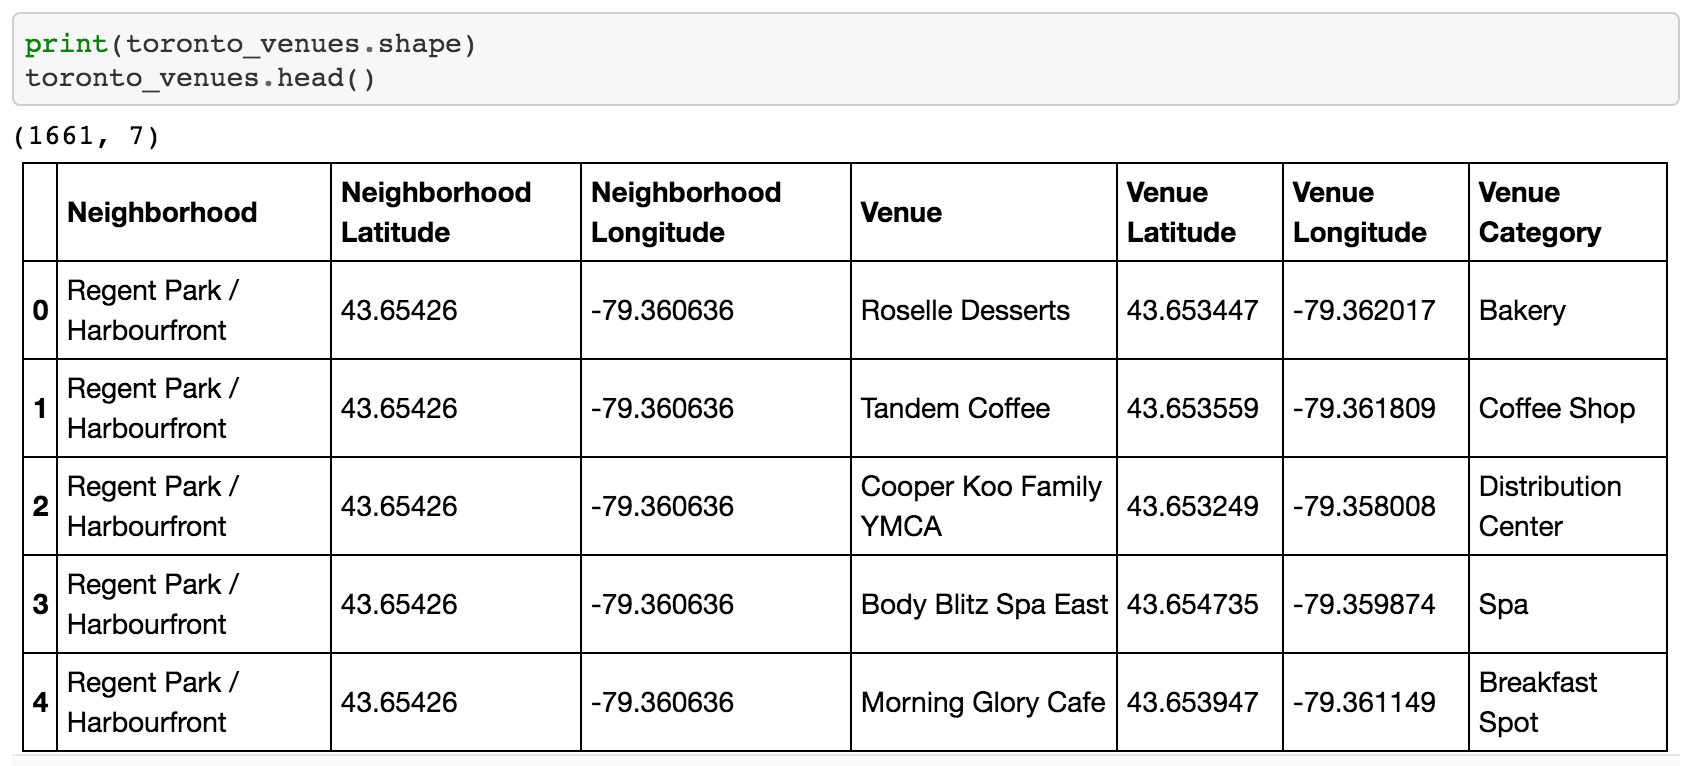 print(toronto_venues.shape)
toronto_venues.head()
(1661, 7)
Neighborhood Neighborhood Latitude Neighborhood Longitude Venue Venue Latitude Venue Longitude Venue Category
0 Regent Park / Harbourfront 43.65426 -79.360636 Roselle Desserts 43.653447 -79.362017 Bakery
1 Regent Park / Harbourfront 43.65426 -79.360636 Tandem Coffee 43.653559 -79.361809 Coffee Shop
2 Regent Park / Harbourfront 43.65426 -79.360636 Cooper Koo Family YMCA 43.653249 -79.358008 Distribution Center
3 Regent Park / Harbourfront 43.65426 -79.360636 Body Blitz Spa East 43.654735 -79.359874 Spa
4 Regent Park / Harbourfront 43.65426 -79.360636 Morning Glory Cafe 43.653947 -79.361149 Breakfast Spot